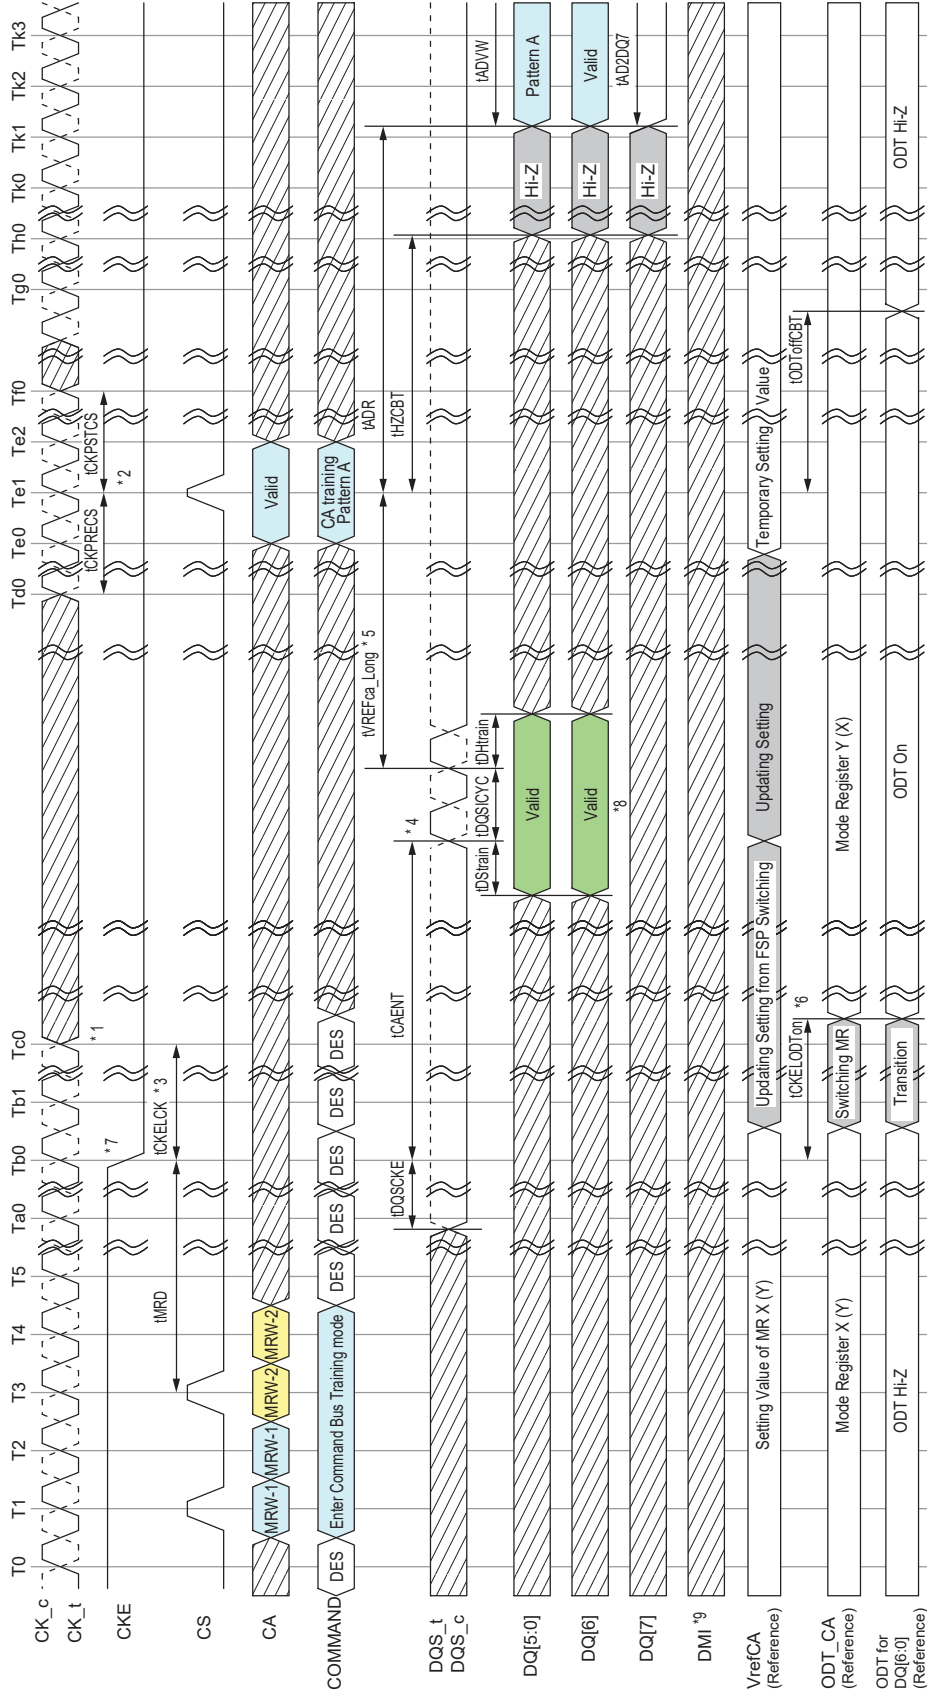 T0 T1 T2 T3 T4 T5 Ta0 Tb0 Tb1 Tc0 Td0 Te0 Te1 Te2 Tf0 Tg0 Th0 Tk0 Tk1 Tk2 Tk3
CK_c
CK_t
*1
tCKPRECS
tCKPSTCS
*2
CKE
*7
tMRD
tCKELCK *3
CS
CA
MRW-1 MRW-1 MRW-2 MRW-2
Valid
COMMAND
DES
Enter Command Bus Training mode
DES
DES
DES
DES
DES
CA training
Pattern A
tVREFca_Long *5
tADR
tHZCBT
tDQSCKE
tCAENT
*4
DQS_t
DQS_c
tDStrain
tDQSICYC
tDHtrain
tADVW
DQ[5:0]
Valid
Hi-Z
Pattern A
DQ[6]
Valid
Hi-Z
Valid
*8
tAD2DQ7
DQ[7]
Hi-Z
DMI *9
VrefCA
(Reference)
Setting Value of MR X (Y)
Updating Setting from FSP Switching
Updating Setting
Temporary Setting Value
tCKELODTon
*6
tODToffCBT
ODT_CA
(Reference)
Mode Register X (Y)
Switching MR
Mode Register Y (X)
ODT for
DQ[6:0]
(Reference)
ODT Hi-Z
Transition
ODT On
ODT Hi-Z